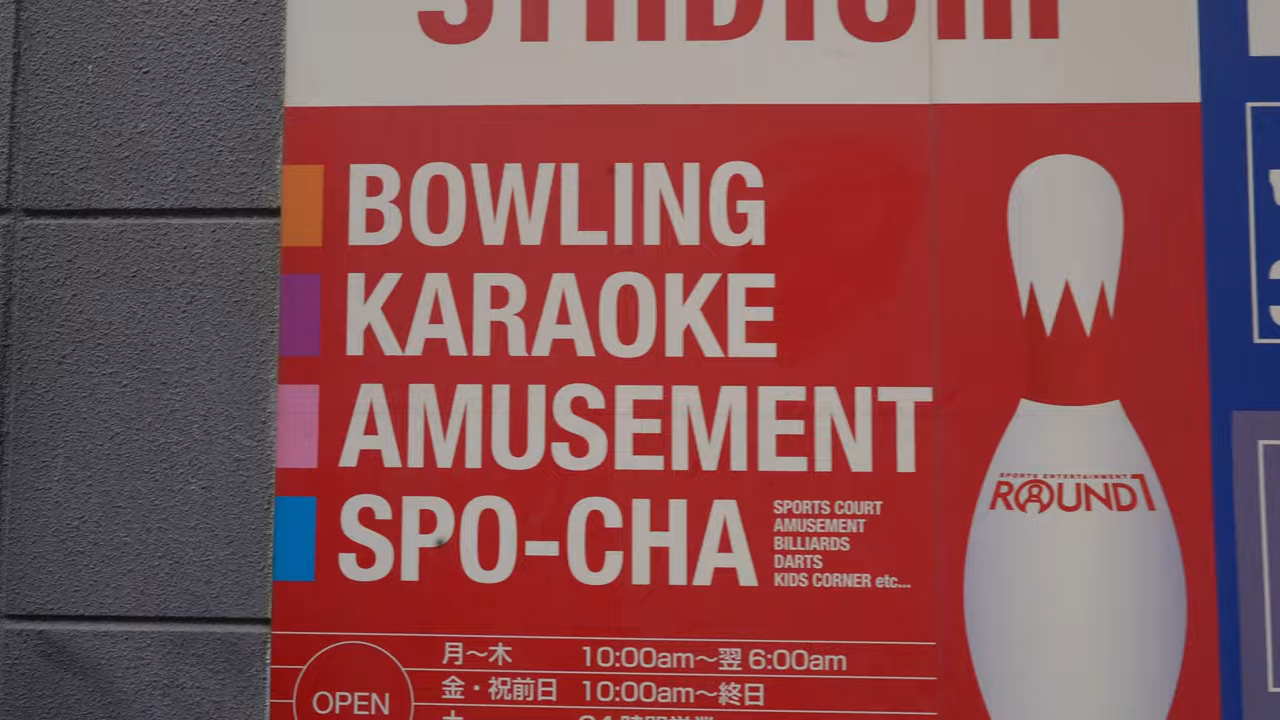 STADIUM
BOWLING
KARAOKE
AMUSEMENT
SPO-CHA
SPORTS COURT
AMUSEMENT
BILLIARDS
DARTS
KIDS CORNER etc...
SPORTS ENTERTAINMENT
ROUND1
OPEN
月〜木 10:00am〜翌 6:00am
金・祝前日 10:00am〜終日